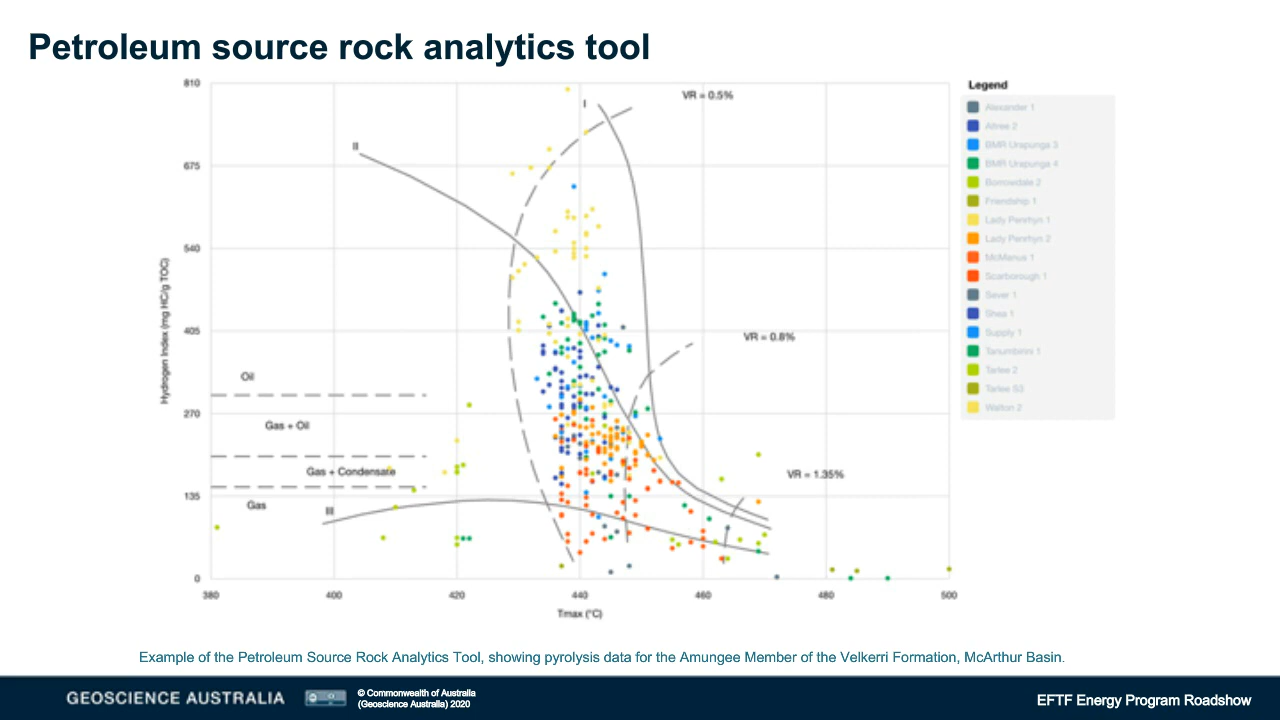 Petroleum source rock analytics tool
810
675
540
405
270
135
0
Hydrogen Index (mg HC/g TOC)
380
400
420
440
460
480
500
Tmax (°C)
I
II
III
VR = 0.5%
VR = 0.8%
VR = 1.35%
Oil
Gas + Oil
Gas + Condensate
Gas
Legend
Alexander 1
Altree 2
BMR Urapunga 3
BMR Urapunga 4
Borrowdale 2
Friendship 1
Lady Penrhyn 1
Lady Penrhyn 2
McManus 1
Scarborough 1
Sever 1
Shea 1
Supply 1
Tanumbirini 1
Tarlee 2
Tarlee S3
Walton 2
Example of the Petroleum Source Rock Analytics Tool, showing pyrolysis data for the Amungee Member of the Velkerri Formation, McArthur Basin.
GEOSCIENCE AUSTRALIA
© Commonwealth of Australia
(Geoscience Australia) 2020
EFTF Energy Program Roadshow